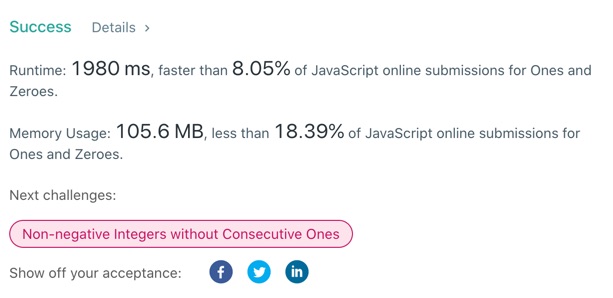 Success Details >
Runtime: 1980 ms, faster than 8.05% of JavaScript online submissions for Ones and
Zeroes.
Memory Usage: 105.6 MB, less than 18.39% of JavaScript online submissions for
Ones and Zeroes.
Next challenges:
Non-negative Integers without Consecutive Ones
Show off your acceptance: f in